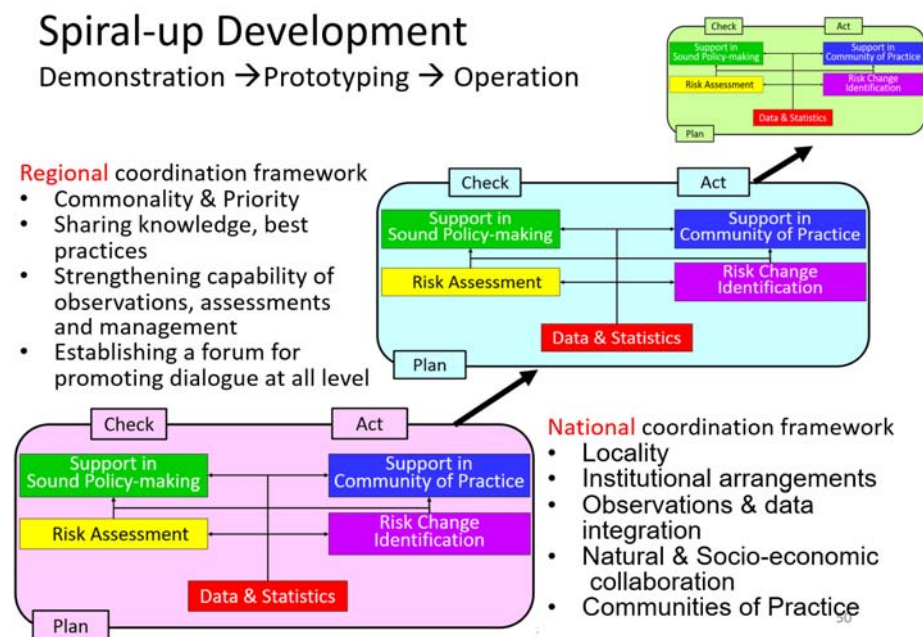 Spiral-up Development
Demonstration →Prototyping → Operation
Check
Act
Support in
Sound Policy-making
Support in
Community of Practice
Risk Assessment
Risk Change
Identification
Data & Statistics
Plan
Regional coordination framework
• Commonality & Priority
• Sharing knowledge, best
practices
• Strengthening capability of
observations, assessments
and management
• Establishing a forum for
promoting dialogue at all level
Check
Act
Support in
Sound Policy-making
Support in
Community of Practice
Risk Assessment
Risk Change
Identification
Data & Statistics
Plan
Check
Act
Support in
Sound Policy-making
Support in
Community of Practice
Risk Assessment
Risk Change
Identification
Data & Statistics
Plan
National coordination framework
• Locality
• Institutional arrangements
• Observations & data
integration
• Natural & Socio-economic
collaboration
• Communities of Practice
50